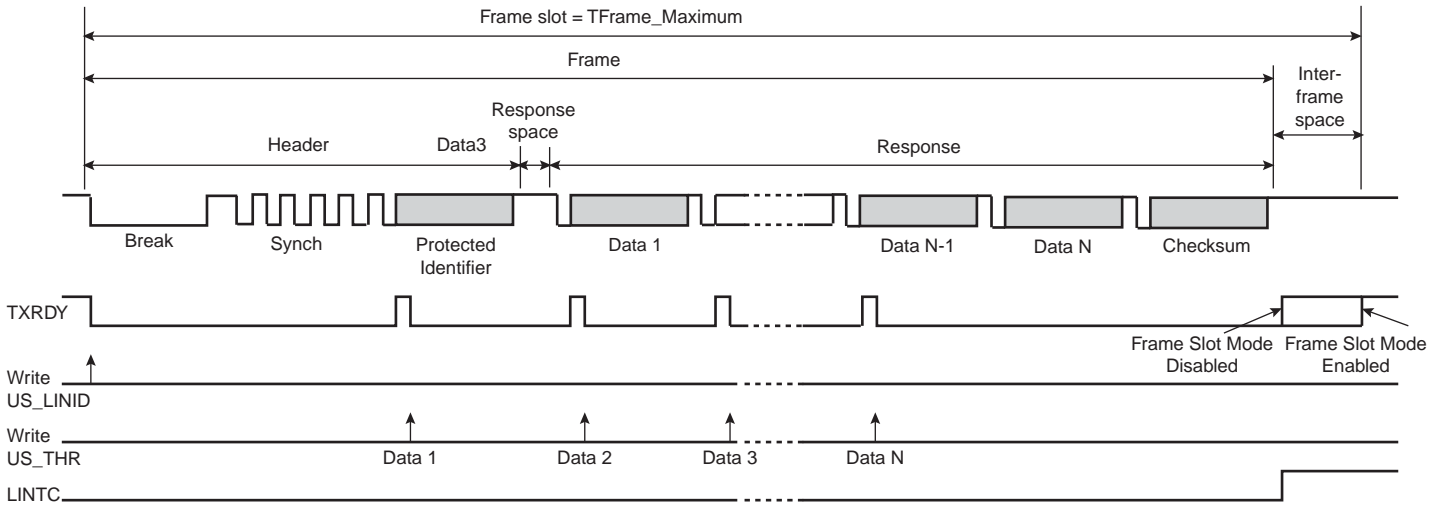 Frame slot = TFrame_Maximum
Frame
Inter-
frame
space
Response
space
Header
Data3
Response
Break
Synch
Protected
Identifier
Data 1
Data N-1
Data N
Checksum
TXRDY
Frame Slot Mode
Disabled
Frame Slot Mode
Enabled
Write
US_LINID
Write
US_THR
Data 1
Data 2
Data 3
Data N
LINTC